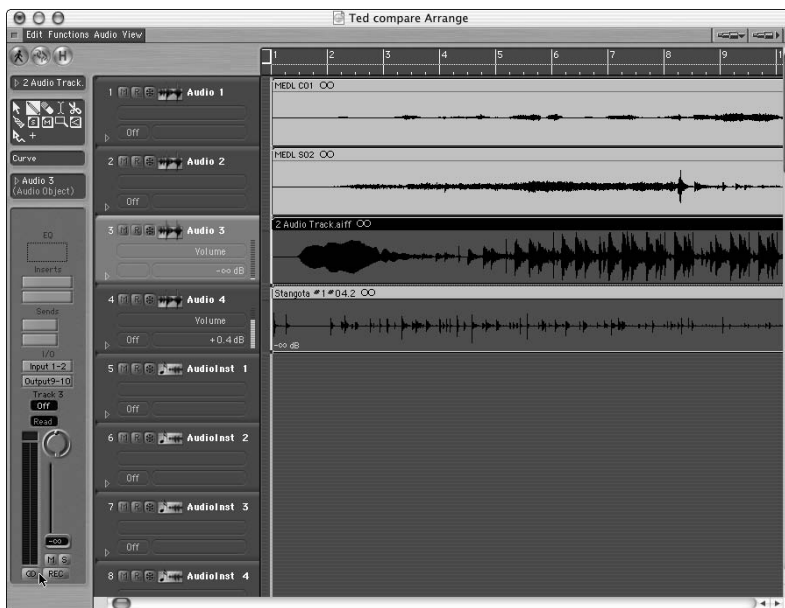 Ted compare Arrange
Edit Functions Audio View
H
1 2 3 4 5 6 7 8 9 1
2 Audio Track.
S M
Curve
Audio 3
(Audio Object)
EQ
Inserts
Sends
I/O
Input 1-2
Output9-10
Track 3
Off
Read
-∞
M S
REC
1 M R Audio 1
Off
2 M R Audio 2
Off
3 M R Audio 3
Volume
-∞ dB
4 M R Audio 4
Volume
Off +0.4 dB
5 M R AudioInst 1
Off
6 M R AudioInst 2
Off
7 M R AudioInst 3
Off
8 M R AudioInst 4
MEDL CO1
MEDL SO2
2 Audio Track.aiff
Stangota #1#04.2
-∞ dB